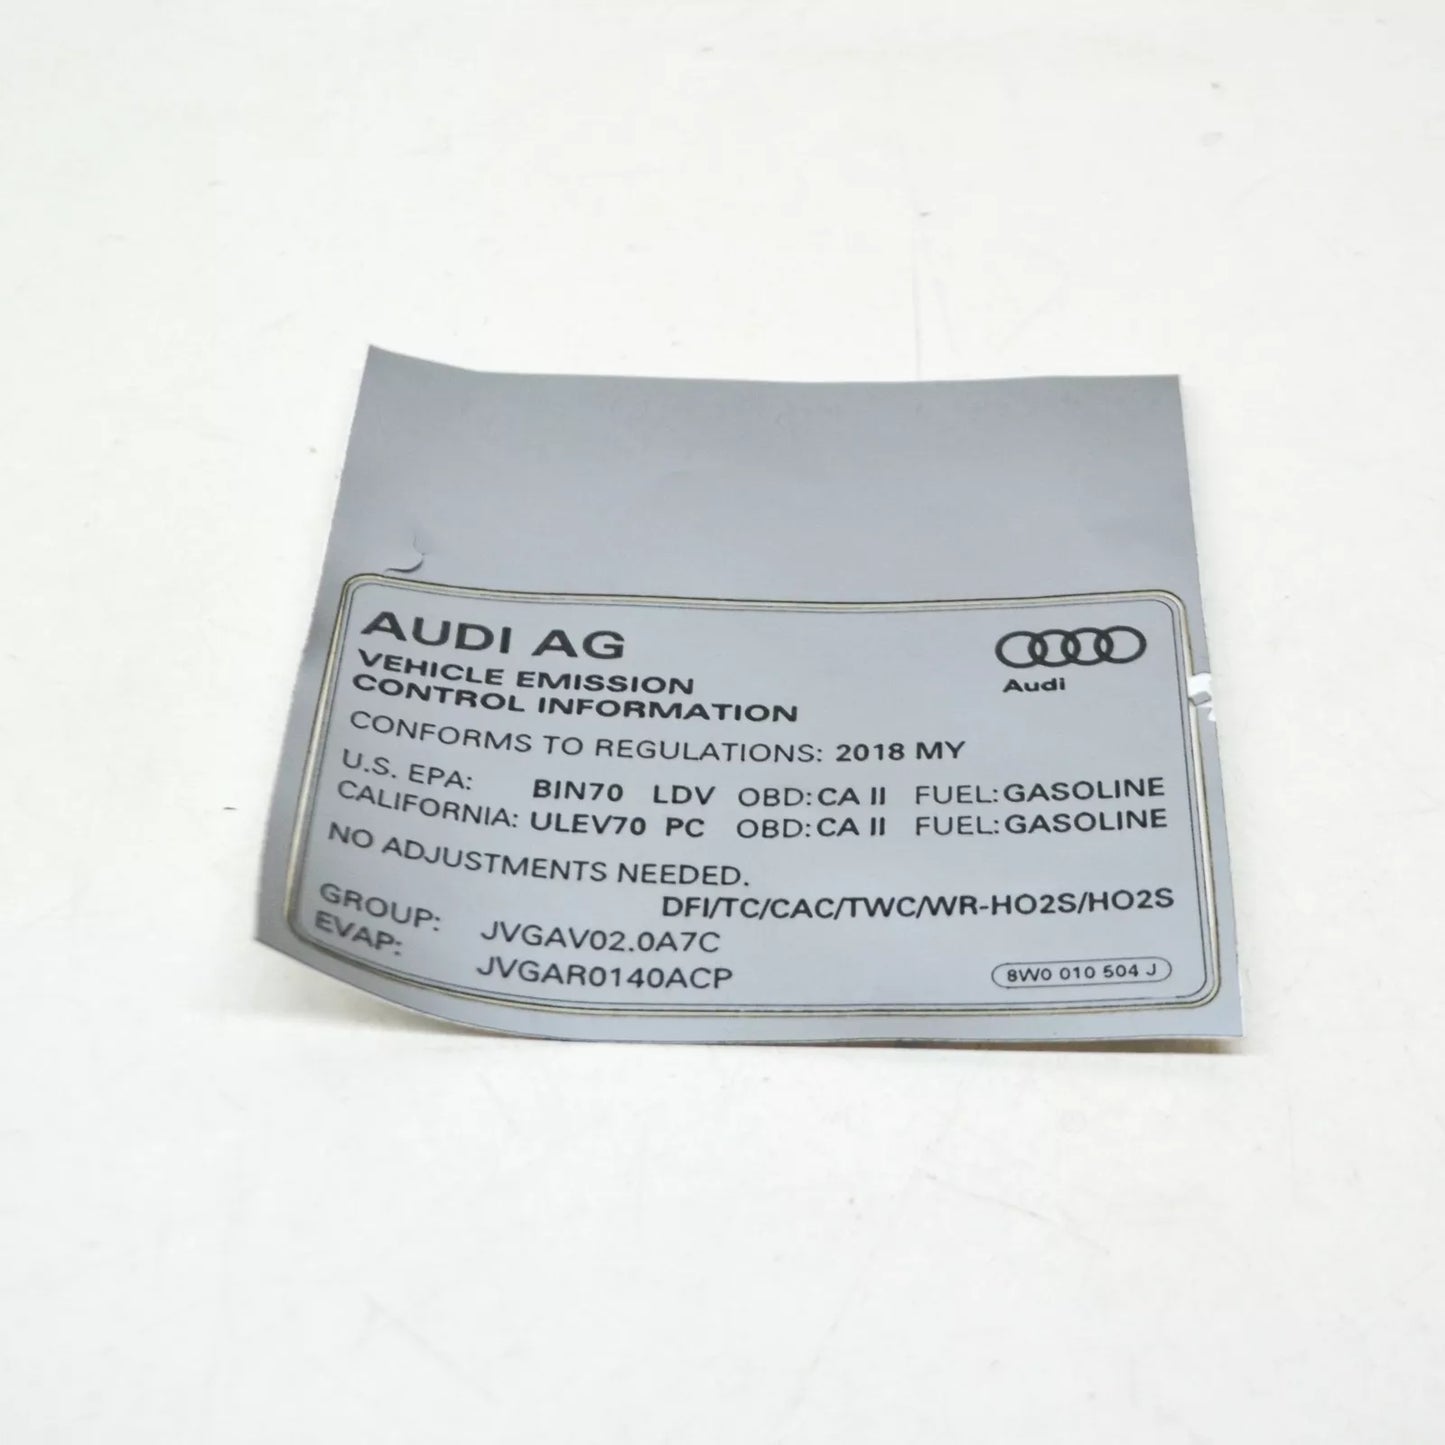 AUDI AG
Audi
VEHICLE EMISSION
CONTROL INFORMATION
CONFORMS TO REGULATIONS: 2018 MY
U.S. EPA: BIN70 LDV OBD: CA II FUEL: GASOLINE
CALIFORNIA: ULEV70 PC OBD: CA II FUEL: GASOLINE
NO ADJUSTMENTS NEEDED.
DFI/TC/CAC/TWC/WR-HO2S/HO2S
GROUP: JVGAV02.0A7C
EVAP: JVGAR0140ACP
8W0 010 504 J